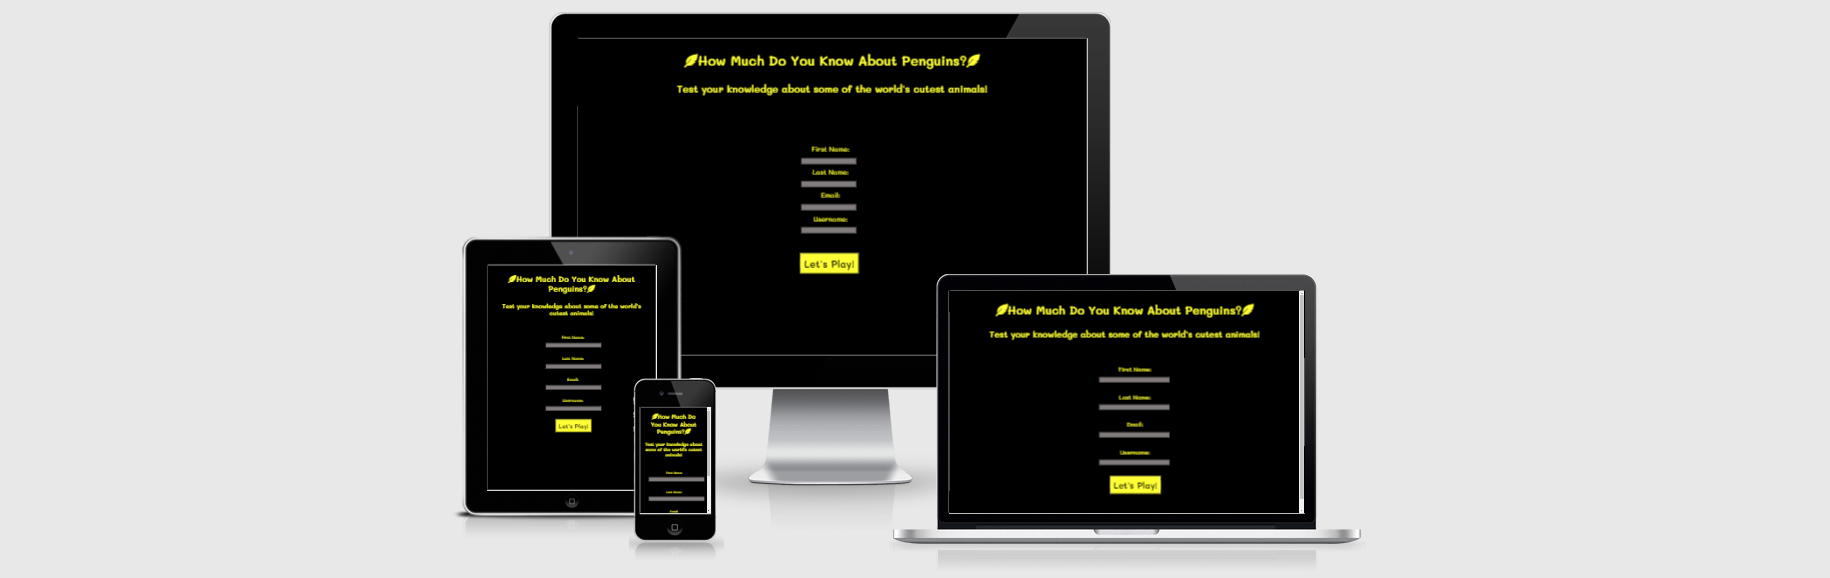 How Much Do You Know About Penguins?
Test your knowledge about some of the world's cutest animals!
First Name:
Last Name:
Email:
Username:
Let's Play!
How Much Do You Know About
Penguins?
Test your knowledge about some of the world's
cutest animals!
First Name:
Last Name:
Email:
Username:
Let's Play!
How Much Do
You Know About
Penguins?
Test your knowledge about
some of the world's cutest
animals!
First Name:
Last Name:
Email:
How Much Do You Know About Penguins?
Test your knowledge about some of the world's cutest animals!
First Name:
Last Name:
Email:
Username:
Let's Play!